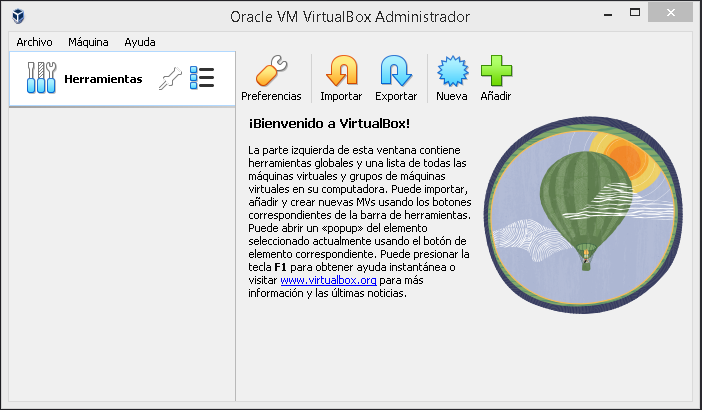 Oracle VM VirtualBox Administrador
Archivo Máquina Ayuda
Herramientas
Preferencias Importar Exportar Nueva Añadir
¡Bienvenido a VirtualBox!
La parte izquierda de esta ventana contiene
herramientas globales y una lista de todas las
máquinas virtuales y grupos de máquinas
virtuales en su computadora. Puede importar,
añadir y crear nuevas MVs usando los botones
correspondientes de la barra de herramientas.
Puede abrir un «popup» del elemento
seleccionado actualmente usando el botón de
elemento correspondiente. Puede presionar la
tecla F1 para obtener ayuda instantánea o
visitar www.virtualbox.org para más
información y las últimas noticias.